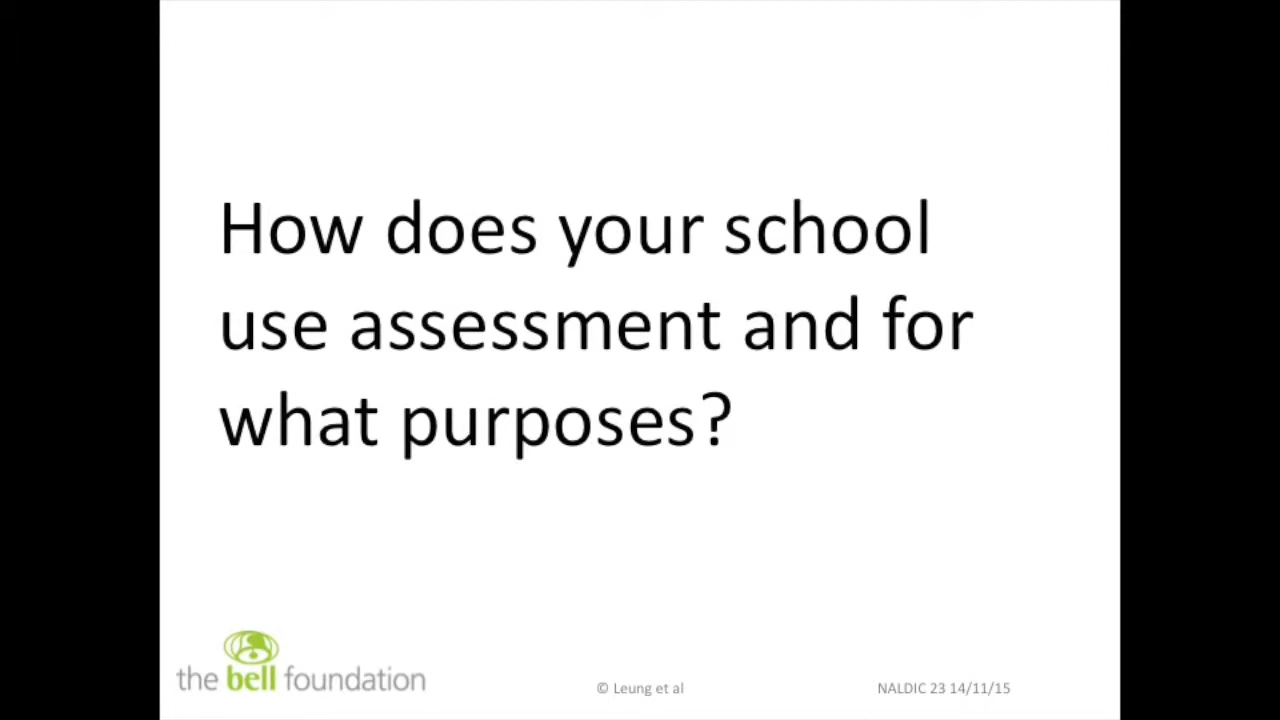 How does your school
use assessment and for
what purposes?
the bell foundation
© Leung et al
NALDIC 23 14/11/15